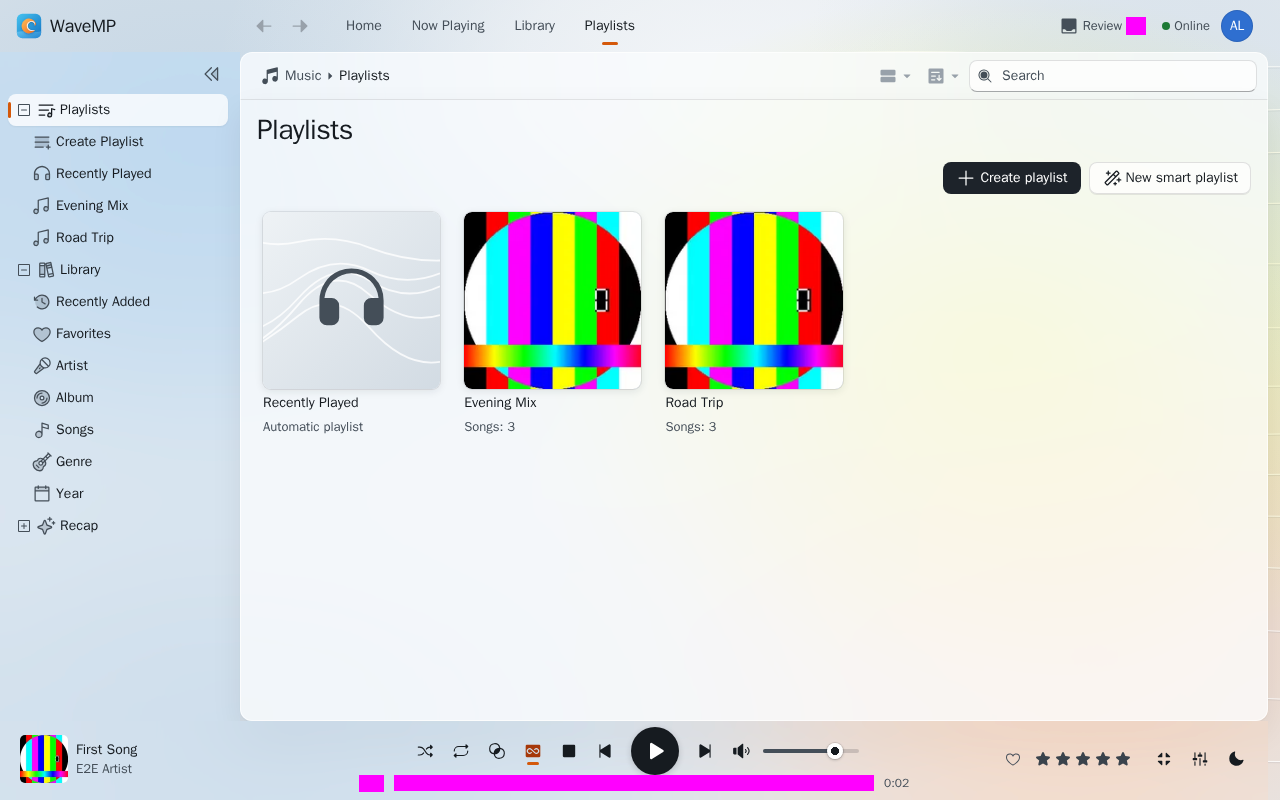 WaveMP
Home
Now Playing
Library
Playlists
Review
Online
AL
Music
Playlists
Search
Playlists
Create Playlist
Recently Played
Evening Mix
Road Trip
Library
Recently Added
Favorites
Artist
Album
Songs
Genre
Year
Recap
Playlists
Create playlist
New smart playlist
Recently Played
Automatic playlist
Evening Mix
Songs: 3
Road Trip
Songs: 3
First Song
E2E Artist
0:02